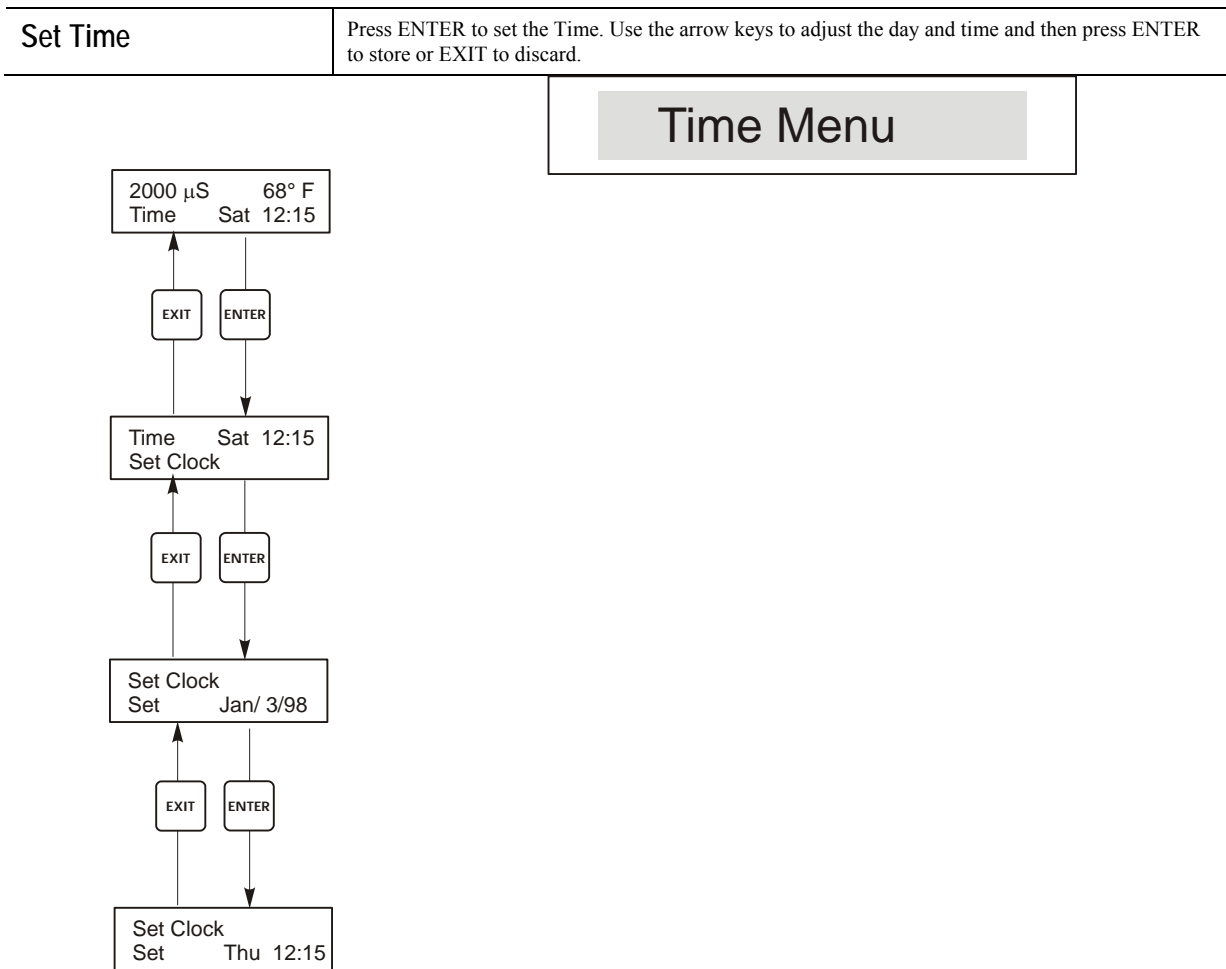 Set Time
Press ENTER to set the Time. Use the arrow keys to adjust the day and time and then press ENTER
to store or EXIT to discard.
Time Menu
2000 µS 68° F
Time Sat 12:15
EXIT ENTER
Time Sat 12:15
Set Clock
EXIT ENTER
Set Clock
Set Jan/ 3/98
EXIT ENTER
Set Clock
Set Thu 12:15